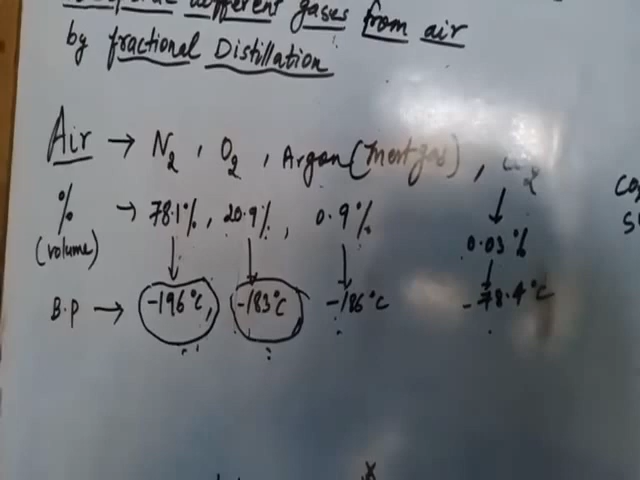 different gases from air
by fractional Distillation
Air → N₂, O₂, Argon (Inert gas), CO₂
% (volume) → 78.1%, 20.9%, 0.9% 0.03%
B.P → -196°C, -183°C -186°C -78.4°C